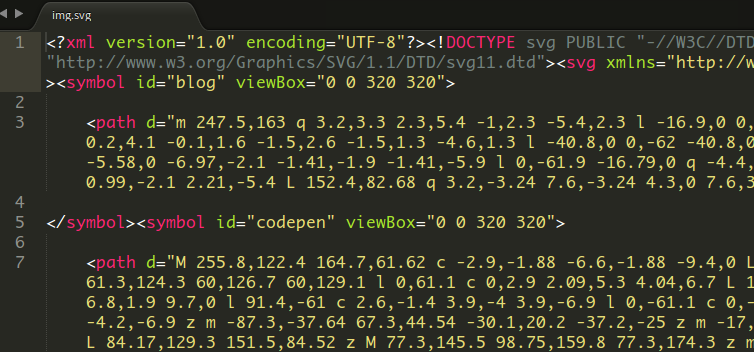 img.svg
1 <?xml version="1.0" encoding="UTF-8"?><!DOCTYPE svg PUBLIC "-//W3C//DTD
"http://www.w3.org/Graphics/SVG/1.1/DTD/svg11.dtd"><svg xmlns="http://w
><symbol id="blog" viewBox="0 0 320 320">
2
3 <path d="m 247.5,163 q 3.2,3.3 2.3,5.4 -1,2.3 -5.4,2.3 l -16.9,0 0,
0.2,4.1 -0.1,1.6 -1.5,2.6 -1.5,1.3 -4.6,1.3 l -40.8,0 0,-62 -40.8,0
-5.58,0 -6.97,-2.1 -1.41,-1.9 -1.41,-5.9 l 0,-61.9 -16.79,0 q -4.4,
0.99,-2.1 2.21,-5.4 L 152.4,82.68 q 3.2,-3.24 7.6,-3.24 4.3,0 7.6,3
4
5 </symbol><symbol id="codepen" viewBox="0 0 320 320">
6
7 <path d="M 255.8,122.4 164.7,61.62 c -2.9,-1.88 -6.6,-1.88 -9.4,0 L
61.3,124.3 60,126.7 60,129.1 l 0,61.1 c 0,2.9 2.09,5.3 4.04,6.7 L 1
6.8,1.9 9.7,0 l 91.4,-61 c 2.6,-1.4 3.9,-4 3.9,-6.9 l 0,-61.1 c 0,-
-4.2,-6.9 z m -87.3,-37.64 67.3,44.54 -30.1,20.2 -37.2,-25 z m -17,
L 84.17,129.3 151.5,84.52 z M 77.3,145.5 98.75,159.8 77.3,174.3 z m